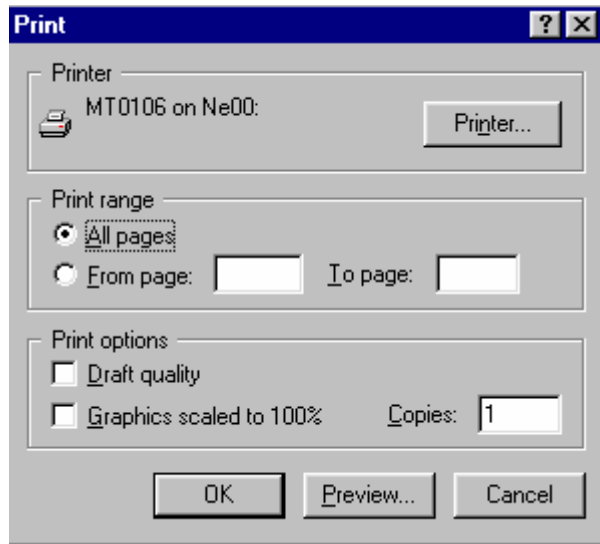 Print
Printer
MT0106 on Ne00:
Printer...
Print range
All pages
From page: To page:
Print options
Draft quality
Graphics scaled to 100% Copies: 1
OK Preview... Cancel